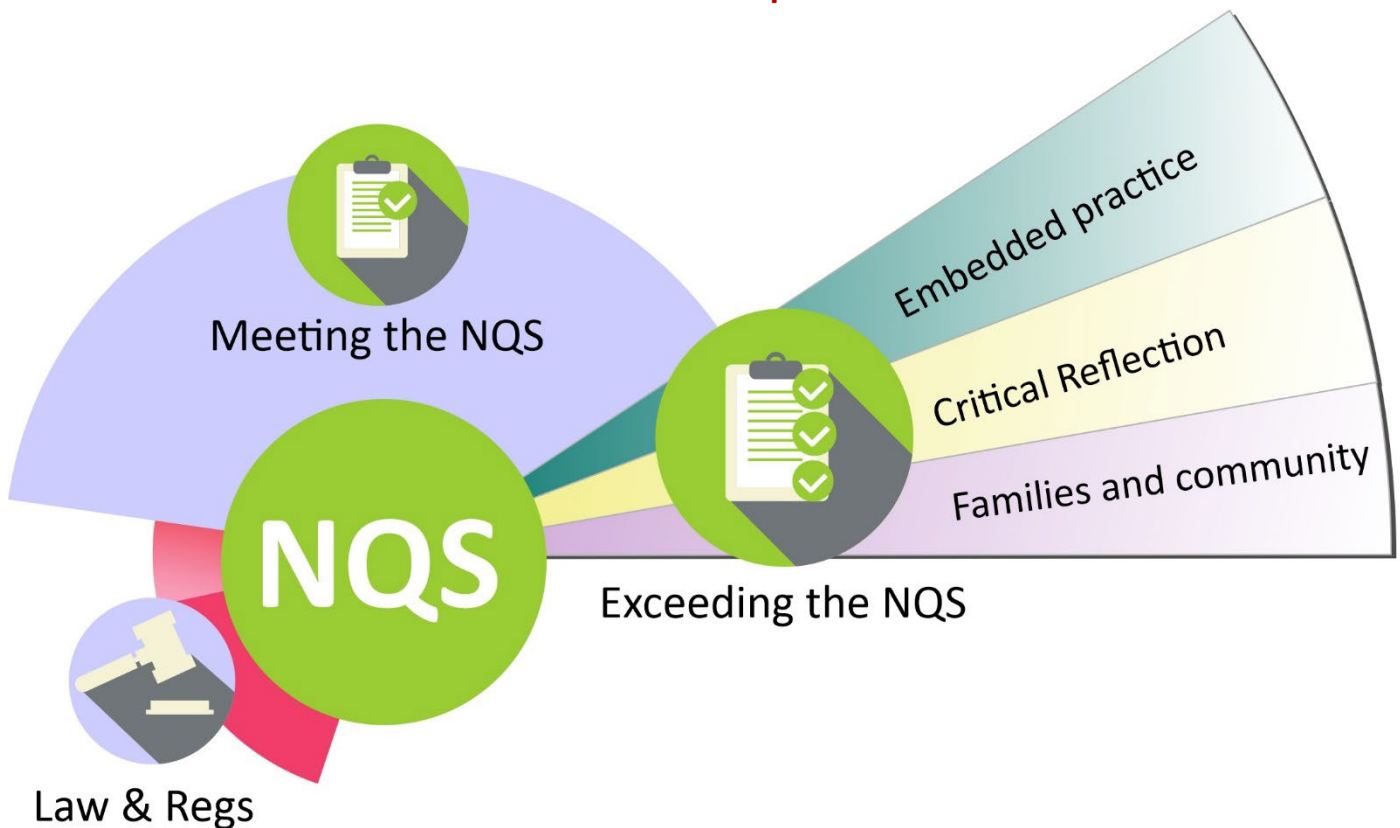 Meeting the NQS
Embedded practice
Critical Reflection
Families and community
NQS
Exceeding the NQS
Law & Regs